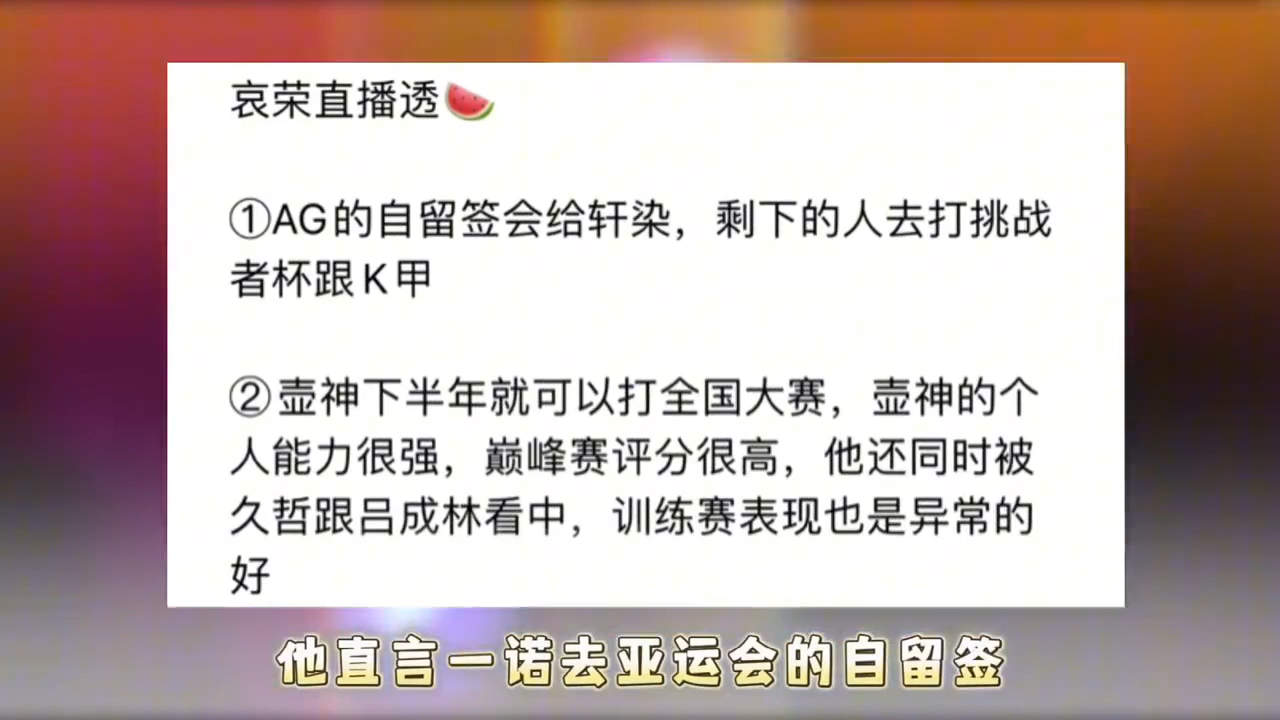 哀荣直播透🍉
①AG的自留签会给轩染，剩下的人去打挑战
者杯跟K甲
②壶神下半年就可以打全国大赛，壶神的个
人能力很强，巅峰赛评分很高，他还同时被
久哲跟吕成林看中，训练赛表现也是异常的
好
他直言一诺去亚运会的自留签